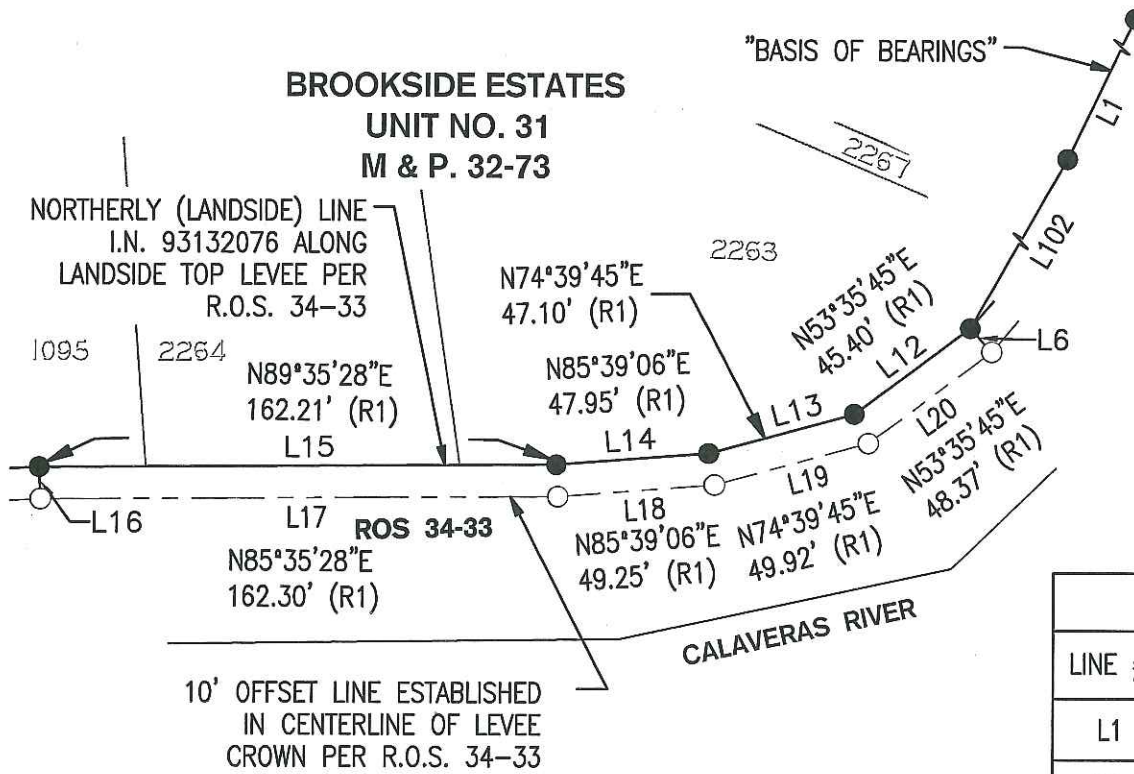 "BASIS OF BEARINGS"
BROOKSIDE ESTATES
UNIT NO. 31
M & P. 32-73
L1
2267
NORTHERLY (LANDSIDE) LINE
I.N. 93132076 ALONG
LANDSIDE TOP LEVEE PER
R.O.S. 34-33
2263
L102
N74°39'45"E
47.10' (R1)
N53°35'45"E
45.40' (R1)
L12
L6
1095
2264
N89°35'28"E
162.21' (R1)
N85°39'06"E
47.95' (R1)
L13
L15
L14
L20
L16
L17
ROS 34-33
L18
L19
N53°35'45"E
48.37' (R1)
N85°35'28"E
162.30' (R1)
N85°39'06"E
49.25' (R1)
N74°39'45"E
49.92' (R1)
CALAVERAS RIVER
10' OFFSET LINE ESTABLISHED
IN CENTERLINE OF LEVEE
CROWN PER R.O.S. 34-33
LINE
L1